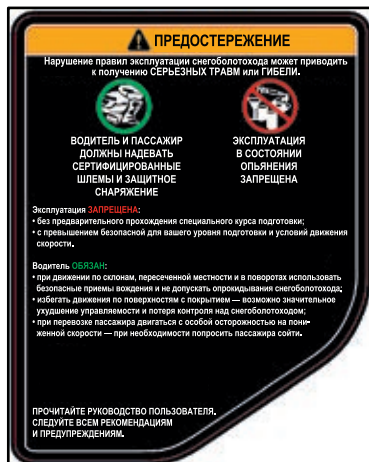 ПРЕДОСТЕРЕЖЕНИЕ
Нарушение правил эксплуатации снегоболотохода может приводить
к получению СЕРЬЕЗНЫХ ТРАВМ или ГИБЕЛИ.
ВОДИТЕЛЬ И ПАССАЖИР
ДОЛЖНЫ НАДЕВАТЬ
СЕРТИФИЦИРОВАННЫЕ
ШЛЕМЫ И ЗАЩИТНОЕ
СНАРЯЖЕНИЕ
ЭКСПЛУАТАЦИЯ
В СОСТОЯНИИ
ОПЬЯНЕНИЯ
ЗАПРЕЩЕНА
Эксплуатация ЗАПРЕЩЕНА:
• без предварительного прохождения специального курса подготовки;
• с превышением безопасной для вашего уровня подготовки и условий движения
скорости.
Водитель ОБЯЗАН:
• при движении по склонам, пересеченной местности и в поворотах использовать
безопасные приемы вождения и не допускать опрокидывания снегоболотохода;
• избегать движения по поверхностям с покрытием — возможно значительное
ухудшение управляемости и потеря контроля над снегоболотоходом;
• при перевозке пассажира двигаться с особой осторожностью на пони-
женной скорости — при необходимости попросить пассажира сойти.
ПРОЧИТАЙТЕ РУКОВОДСТВО ПОЛЬЗОВАТЕЛЯ.
СЛЕДУЙТЕ ВСЕМ РЕКОМЕНДАЦИЯМ
И ПРЕДУПРЕЖДЕНИЯМ.